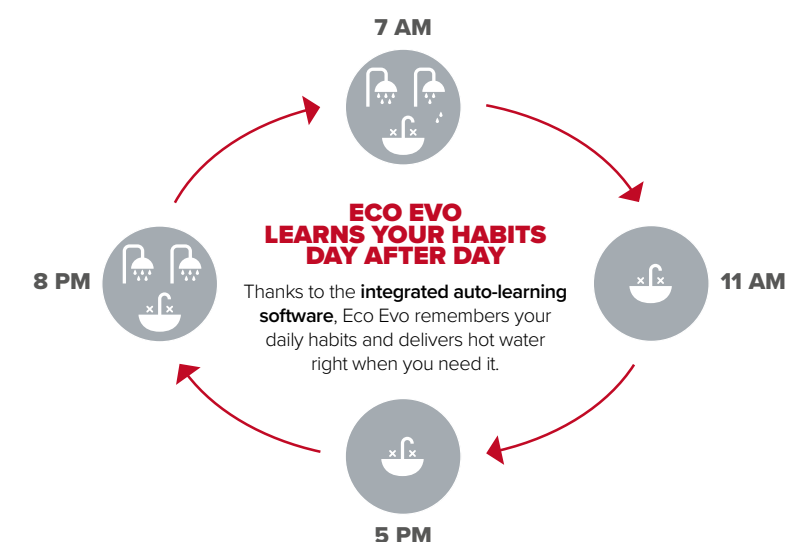 7 AM
ECO EVO
LEARNS YOUR HABITS
DAY AFTER DAY
Thanks to the integrated auto-learning
software, Eco Evo remembers your
daily habits and delivers hot water
right when you need it.
8 PM
11 AM
5 PM